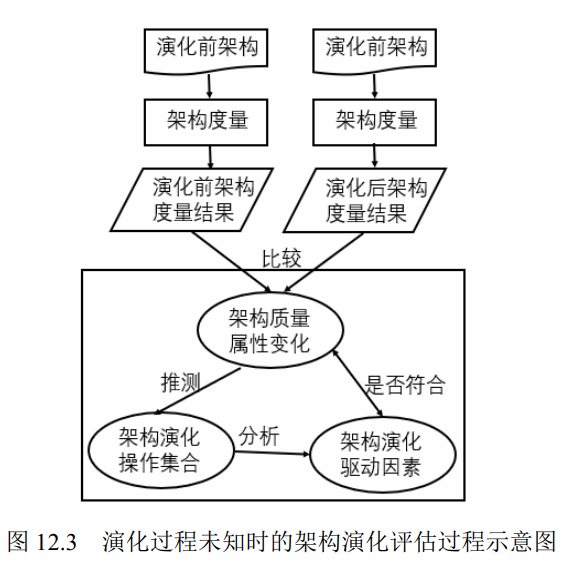 演化前架构
演化前架构
架构度量
架构度量
演化前架构
度量结果
演化后架构
度量结果
比较
架构质量
属性变化
推测
是否符合
架构演化
操作集合
分析
架构演化
驱动因素
图 12.3 演化过程未知时的架构演化评估过程示意图